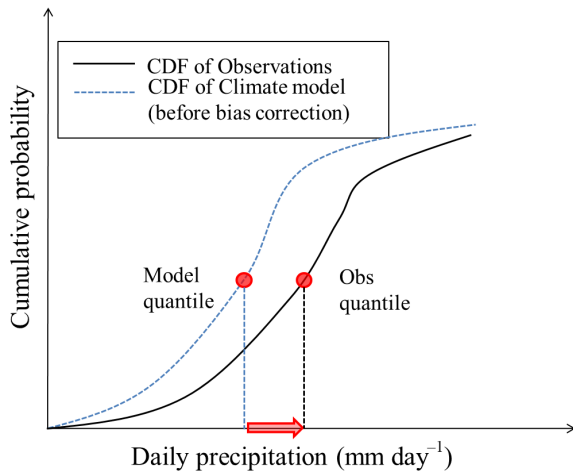 CDF of Observations
CDF of Climate model
(before bias correction)
Cumulative probability
Model
quantile
Obs
quantile
Daily precipitation (mm day⁻¹)